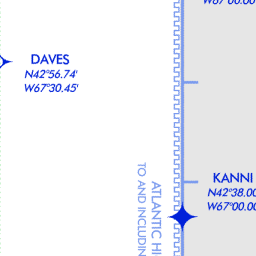 W67°00.00'
DAVES
N42°56.74'
W67°30.45'
KANNI
N42°38.00
W67°00.00
ATLANTIC HI
TO AND INCLUDIN